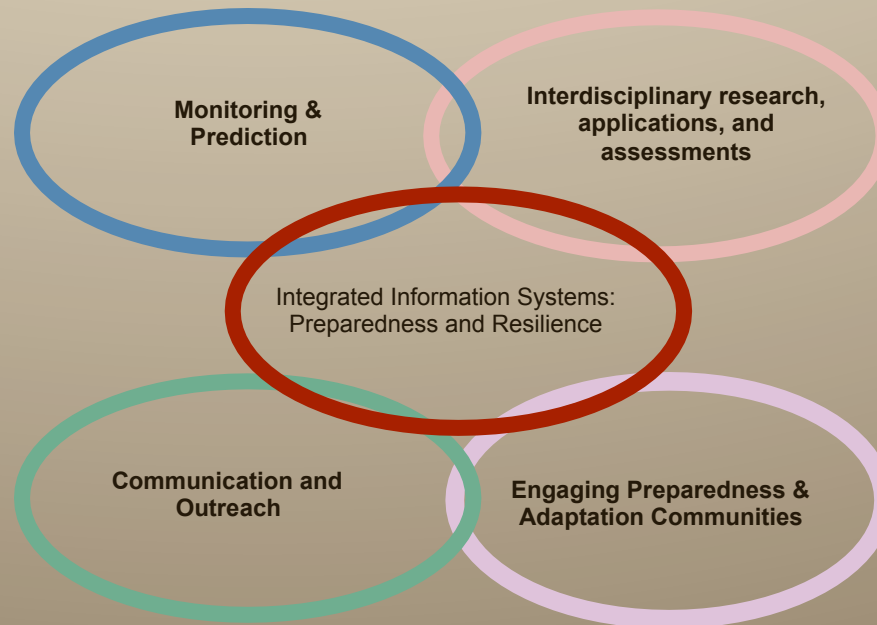 Monitoring &
Prediction
Interdisciplinary research,
applications, and
assessments
Integrated Information Systems:
Preparedness and Resilience
Communication and
Outreach
Engaging Preparedness &
Adaptation Communities